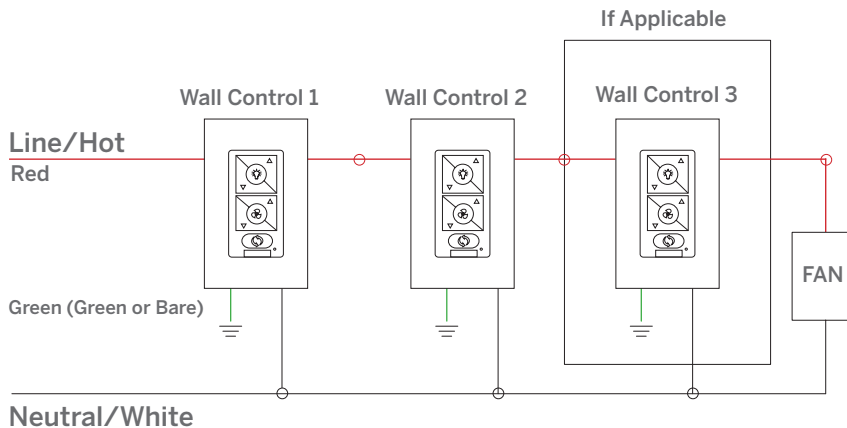 If Applicable
Wall Control 1
Wall Control 2
Wall Control 3
Line/Hot
Red
FAN
Green (Green or Bare)
Neutral/White